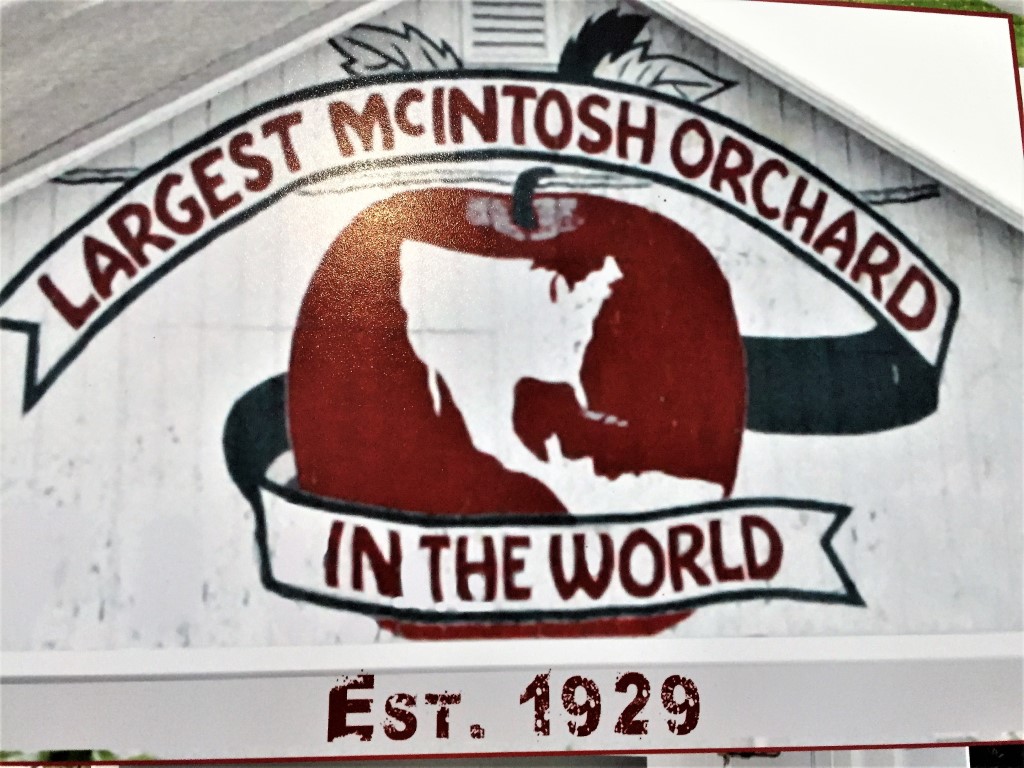 LARGEST McINTOSH ORCHARD
IN THE WORLD
EST. 1929